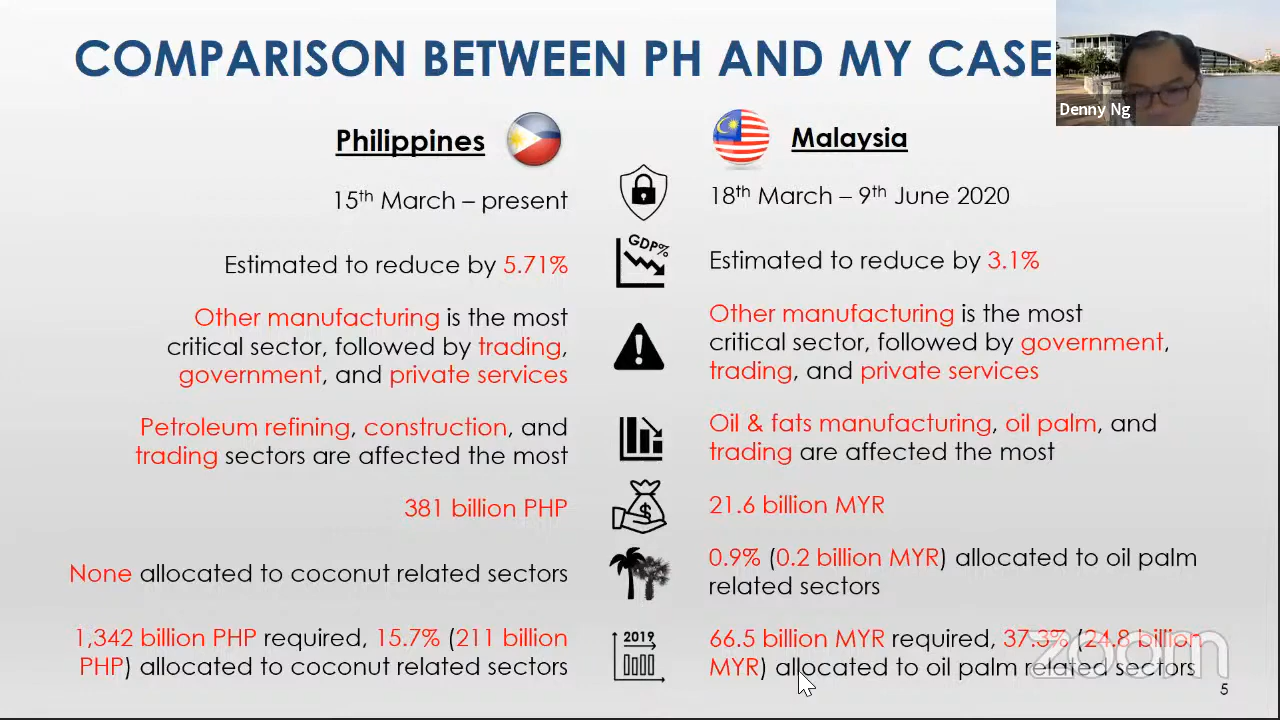 COMPARISON BETWEEN PH AND MY CASE
Denny Ng
Philippines
Malaysia
15th March – present
18th March – 9th June 2020
GDP%
Estimated to reduce by 5.71%
Estimated to reduce by 3.1%
Other manufacturing is the most
critical sector, followed by trading,
government, and private services
Other manufacturing is the most
critical sector, followed by government,
trading, and private services
Petroleum refining, construction, and
trading sectors are affected the most
Oil & fats manufacturing, oil palm, and
trading are affected the most
381 billion PHP
$
21.6 billion MYR
None allocated to coconut related sectors
0.9% (0.2 billion MYR) allocated to oil palm
related sectors
1,342 billion PHP required, 15.7% (211 billion
PHP) allocated to coconut related sectors
2019
66.5 billion MYR required, 37.3% (24.8 billion
MYR) allocated to oil palm related sectors
zoom
5